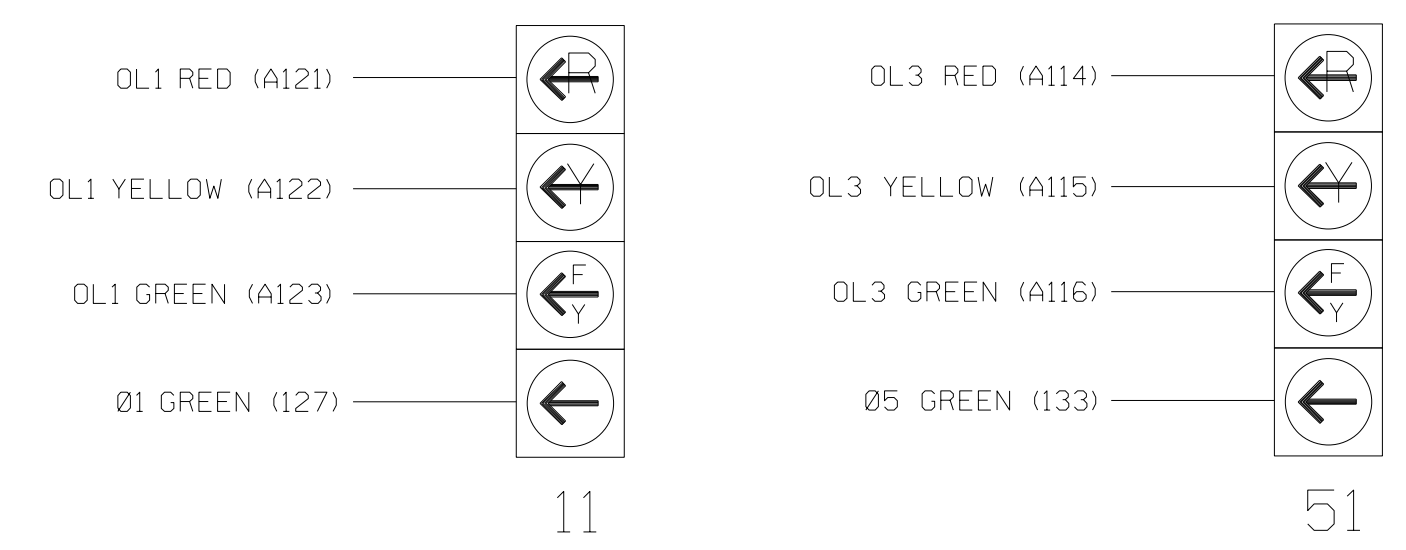 OL1 RED (A121)
R
OL1 YELLOW (A122)
Y
OL1 GREEN (A123)
F
Y
Ø1 GREEN (127)
11
OL3 RED (A114)
R
OL3 YELLOW (A115)
Y
OL3 GREEN (A116)
F
Y
Ø5 GREEN (133)
51